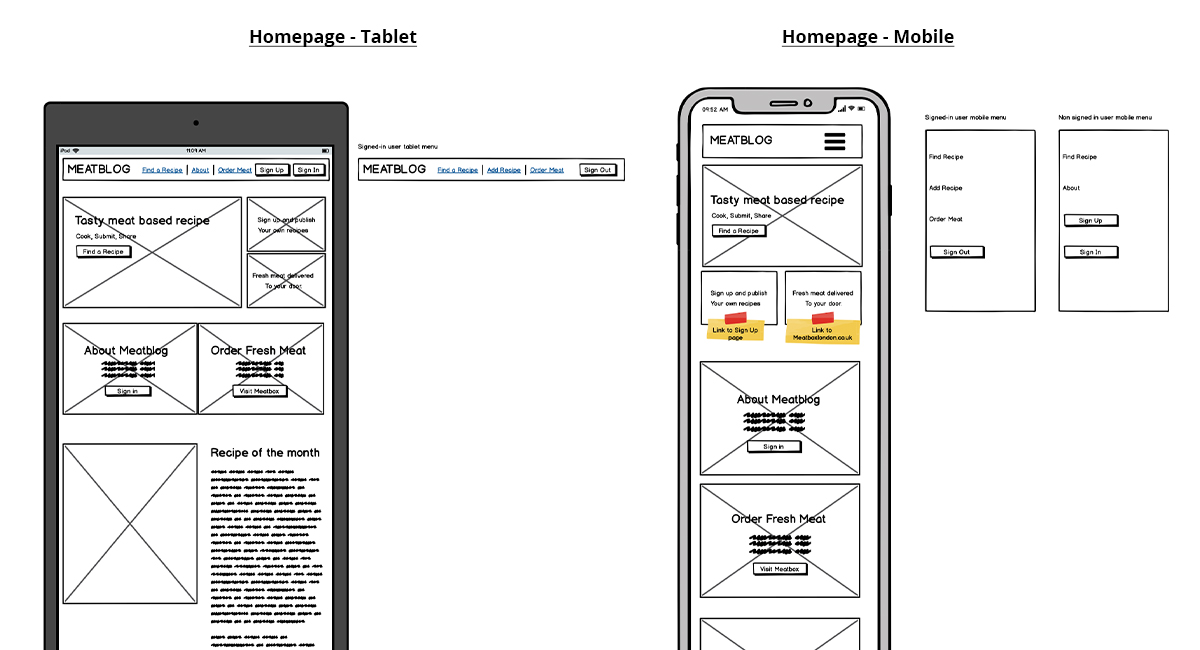 Homepage - Tablet
iPod
11:09 AM
MEATBLOG
Find a Recipe | About | Order Meat
Sign Up
Sign In
Tasty meat based recipe
Cook, Submit, Share
Find a Recipe
Sign up and publish
Your own recipes
Fresh meat delivered
To your door
About Meatblog
Sign in
Order Fresh Meat
Visit Meatbox
Recipe of the month
Signed-in user tablet menu
MEATBLOG
Find a Recipe | Add Recipe | Order Meat
Sign Out
Homepage - Mobile
09:52 AM
MEATBLOG
Tasty meat based recipe
Cook, Submit, Share
Find a Recipe
Sign up and publish
Your own recipes
Link to Sign Up
page
Fresh meat delivered
To your door
Link to
Meatboxlondon.co.uk
About Meatblog
Sign in
Order Fresh Meat
Visit Meatbox
Signed-in user mobile menu
Find Recipe
Add Recipe
Order Meat
Sign Out
Non signed in user mobile menu
Find Recipe
About
Sign Up
Sign In